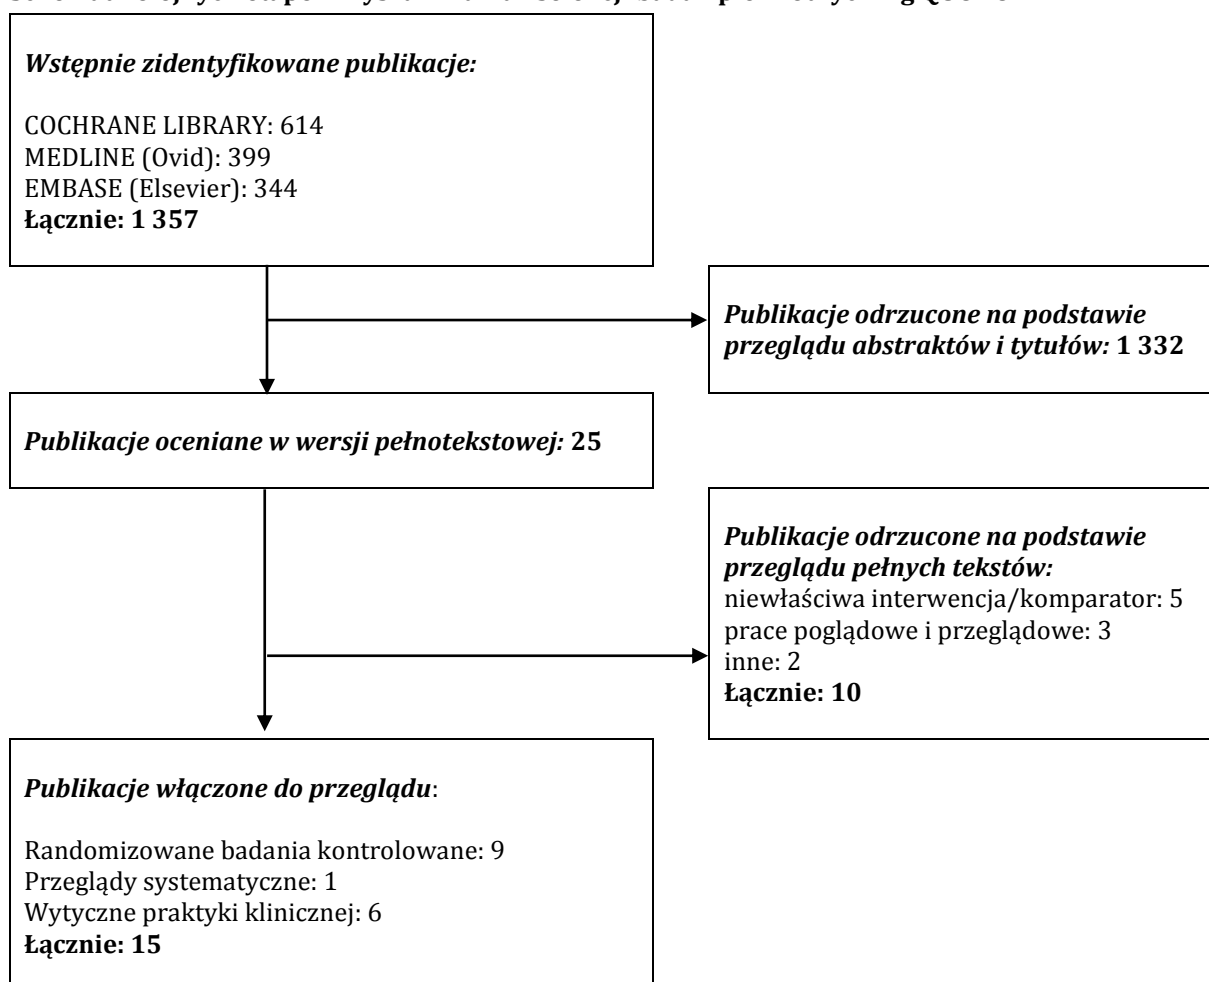 Wstępnie zidentyfikowane publikacje:
COCHRANE LIBRARY: 614
MEDLINE (Ovid): 399
EMBASE (Elsevier): 344
Łącznie: 1 357
Publikacje odrzucone na podstawie
przeglądu abstraktów i tytułów: 1 332
Publikacje oceniane w wersji pełnotekstowej: 25
Publikacje odrzucone na podstawie
przeglądu pełnych tekstów:
niewłaściwa interwencja/komparator: 5
prace poglądowe i przeglądowe: 3
inne: 2
Łącznie: 10
Publikacje włączone do przeglądu:
Randomizowane badania kontrolowane: 9
Przeglądy systematyczne: 1
Wytyczne praktyki klinicznej: 6
Łącznie: 15